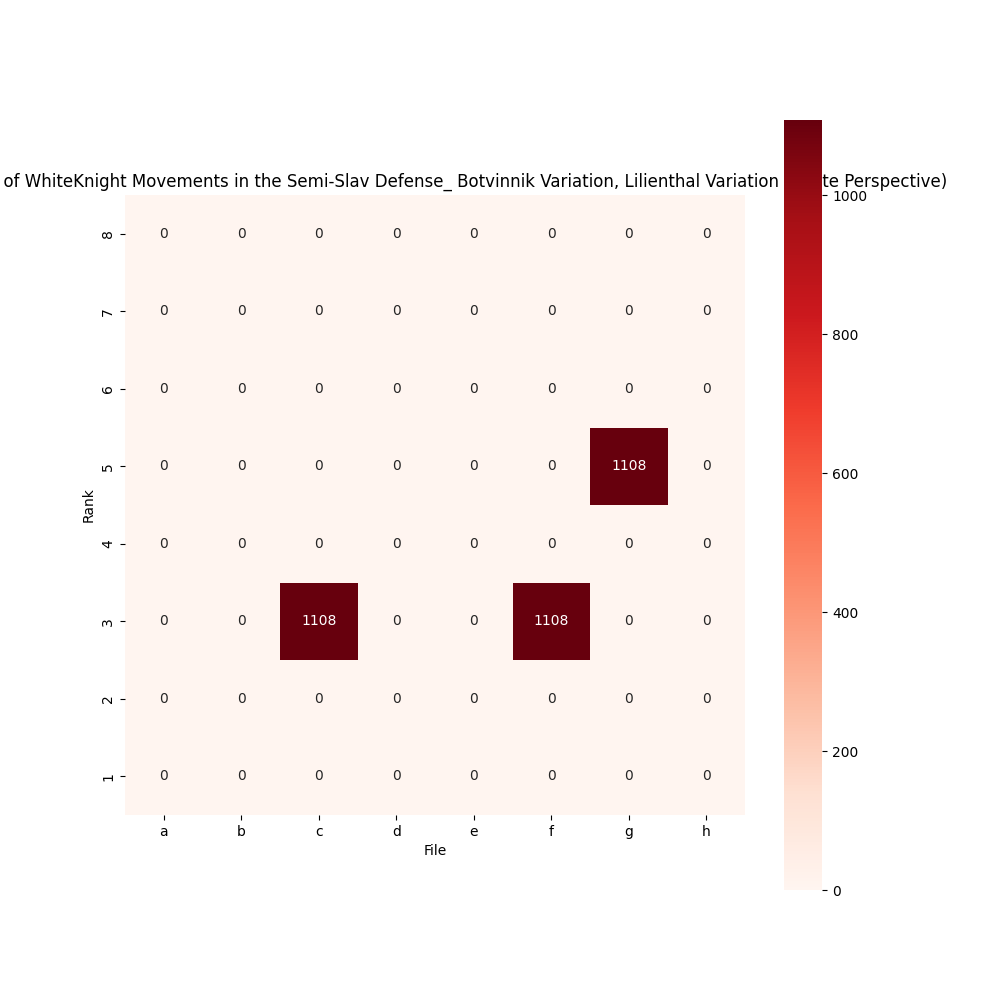 of WhiteKnight Movements in the Semi-Slav Defense_ Botvinnik Variation, Lilienthal Variation te Perspective)
8 0 0 0 0 0 0 0 0
7 0 0 0 0 0 0 0 0
6 0 0 0 0 0 0 0 0
5 0 0 0 0 0 0 1108 0
4 0 0 0 0 0 0 0 0
3 0 0 1108 0 0 1108 0 0
2 0 0 0 0 0 0 0 0
1 0 0 0 0 0 0 0 0
a b c d e f g h
File
Rank
1000
800
600
400
200
0